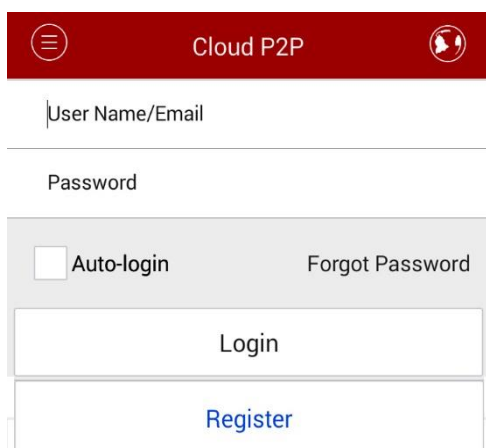 Cloud P2P
User Name/Email
Password
Auto-login Forgot Password
Login
Register